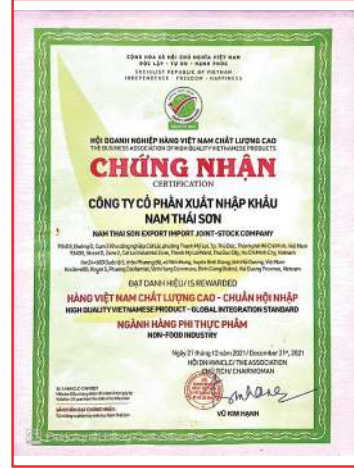 CỘNG HÒA XÃ HỘI CHỦ NGHĨA VIỆT NAM
ĐỘC LẬP - TỰ DO - HẠNH PHÚC
SOCIALIST REPUBLIC OF VIETNAM
INDEPENDENCE - FREEDOM - HAPPINESS
HỘI DOANH NGHIỆP HÀNG VIỆT NAM CHẤT LƯỢNG CAO
THE BUSINESS ASSOCIATION OF HIGH QUALITY VIETNAMESE PRODUCTS
CHỨNG NHẬN
CERTIFICATION
CÔNG TY CỔ PHẦN XUẤT NHẬP KHẨU
NAM THÁI SƠN
NAM THAI SON EXPORT IMPORT JOINT-STOCK COMPANY
ĐẠT DANH HIỆU/IS REWARDED
HÀNG VIỆT NAM CHẤT LƯỢNG CAO - CHUẨN HỘI NHẬP
HIGH QUALITY VIETNAMESE PRODUCT - GLOBAL INTEGRATION STANDARD
NGÀNH HÀNG PHI THỰC PHẨM
NON-FOOD INDUSTRY
Ngày 21 tháng 12 năm 2021/ December 21st, 2021
HỘI DN HVNCLC/THE ASSOCIATION
CHỦ TỊCH/ CHAIRWOMAN
VŨ KIM HẠNH